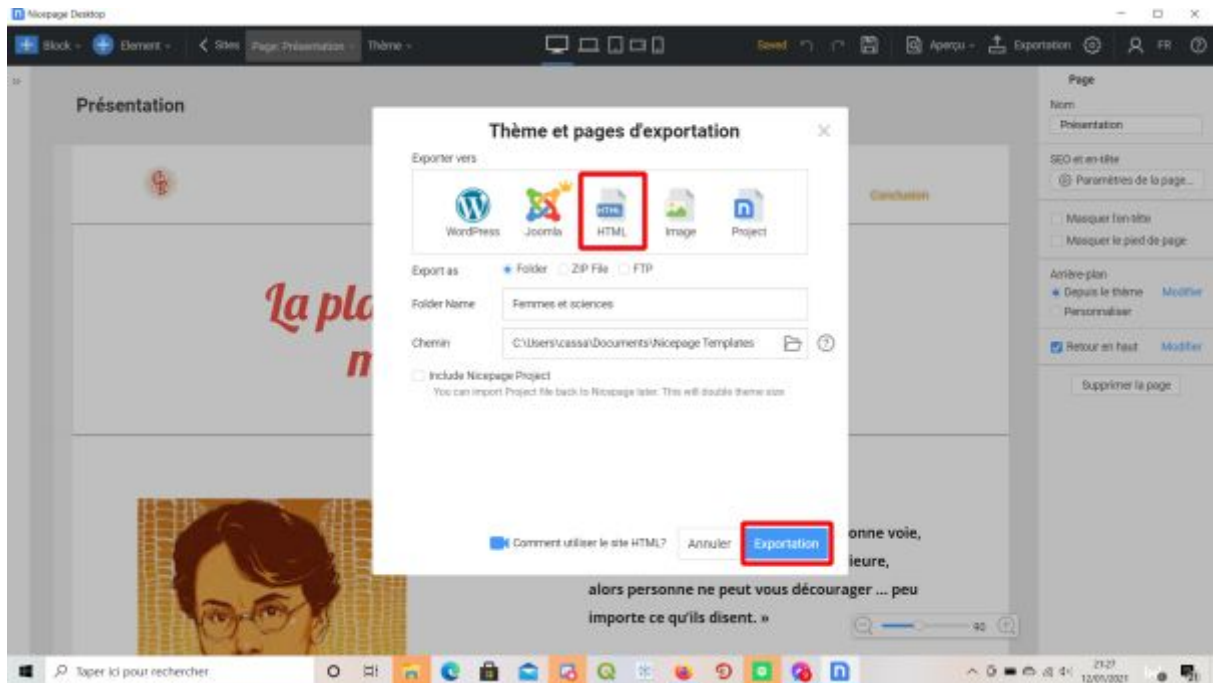 Nicepage Desktop
Block Element Sites Page: Présentation Thème Saved Aperçu Exportation FR
Page
Nom
Présentation
SEO et en-tête
Paramètres de la page...
Masquer l'en-tête
Masquer le pied de page
Arrière-plan
Depuis le thème Modifier
Personnaliser
Retour en haut Modifier
Supprimer la page
Présentation
Conclusion
La pla
m
Thème et pages d'exportation
Exporter vers
WordPress Joomla HTML Image Project
Export as Folder ZIP File FTP
Folder Name Femmes et sciences
Chemin C:\Users\cassa\Documents\Nicepage Templates
Include Nicepage Project
You can import Project file back to Nicepage later. This will double theme size
Comment utiliser le site HTML? Annuler Exportation
onne voie,
ieure,
alors personne ne peut vous décourager ... peu
importe ce qu'ils disent. »
90
Taper ici pour rechercher
21:27
12/01/2021